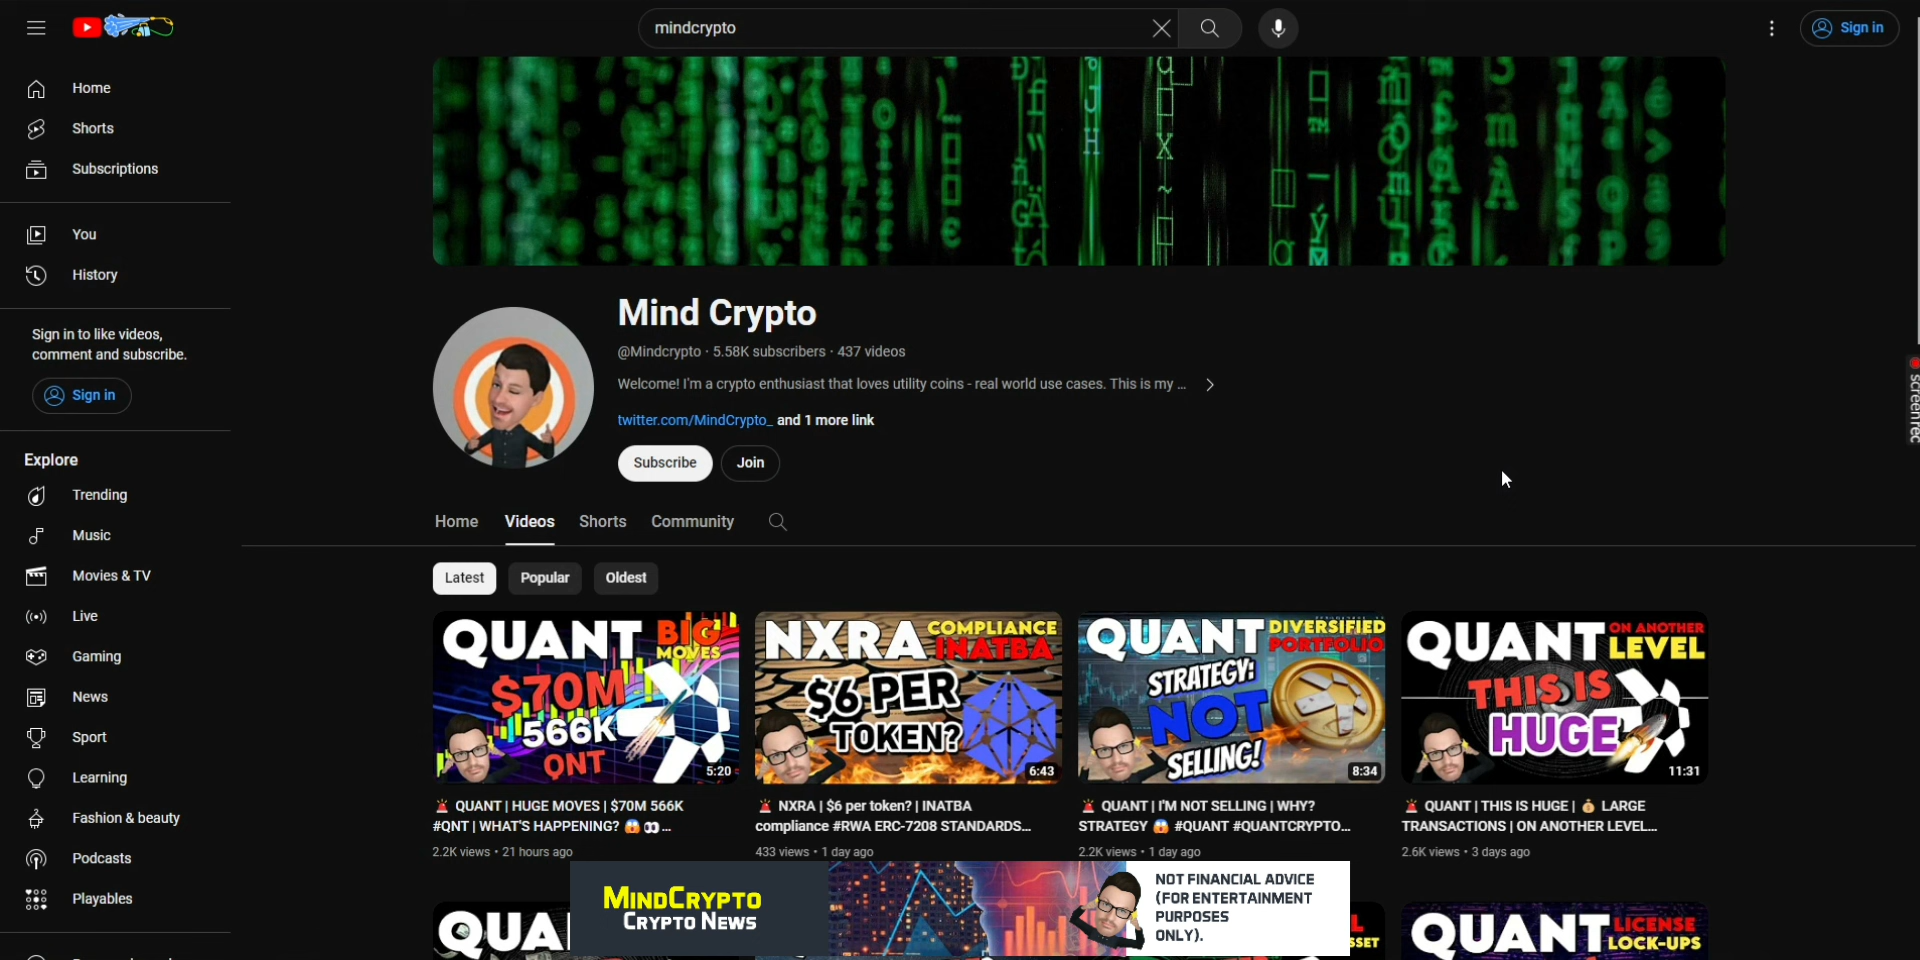 mindcrypto
Sign in
Home
Shorts
Subscriptions
You
History
Sign in to like videos,
comment and subscribe.
Sign in
Explore
Trending
Music
Movies & TV
Live
Gaming
News
Sport
Learning
Fashion & beauty
Podcasts
Playables
Mind Crypto
@Mindcrypto · 5.58K subscribers · 437 videos
Welcome! I'm a crypto enthusiast that loves utility coins - real world use cases. This is my ...
twitter.com/MindCrypto_ and 1 more link
Subscribe
Join
Home Videos Shorts Community
Latest Popular Oldest
QUANT BIG
MOVES
$70M
566K
QNT
5:20
🚨 QUANT | HUGE MOVES | $70M 566K
#QNT | WHAT'S HAPPENING? 😱 👀 ...
2.2K views • 21 hours ago
NXRA COMPLIANCE
INATBA
$6 PER
TOKEN?
6:43
🚨 NXRA | $6 per token? | INATBA
compliance #RWA ERC-7208 STANDARDS...
433 views • 1 day ago
QUANT DIVERSIFIED
PORTFOLIO
STRATEGY:
NOT
SELLING!
8:34
🚨 QUANT | I'M NOT SELLING | WHY?
STRATEGY 😱 #QUANT #QUANTCRYPTO...
2.2K views • 1 day ago
QUANT ON ANOTHER
LEVEL
THIS IS
HUGE
11:31
🚨 QUANT | THIS IS HUGE | 💰 LARGE
TRANSACTIONS | ON ANOTHER LEVEL...
2.6K views • 3 days ago
MINDCRYPTO
CRYPTO NEWS
NOT FINANCIAL ADVICE
(FOR ENTERTAINMENT
PURPOSES
ONLY).
QUA
SSET
QUANT LICENSE
LOCK-UPS
screenrec